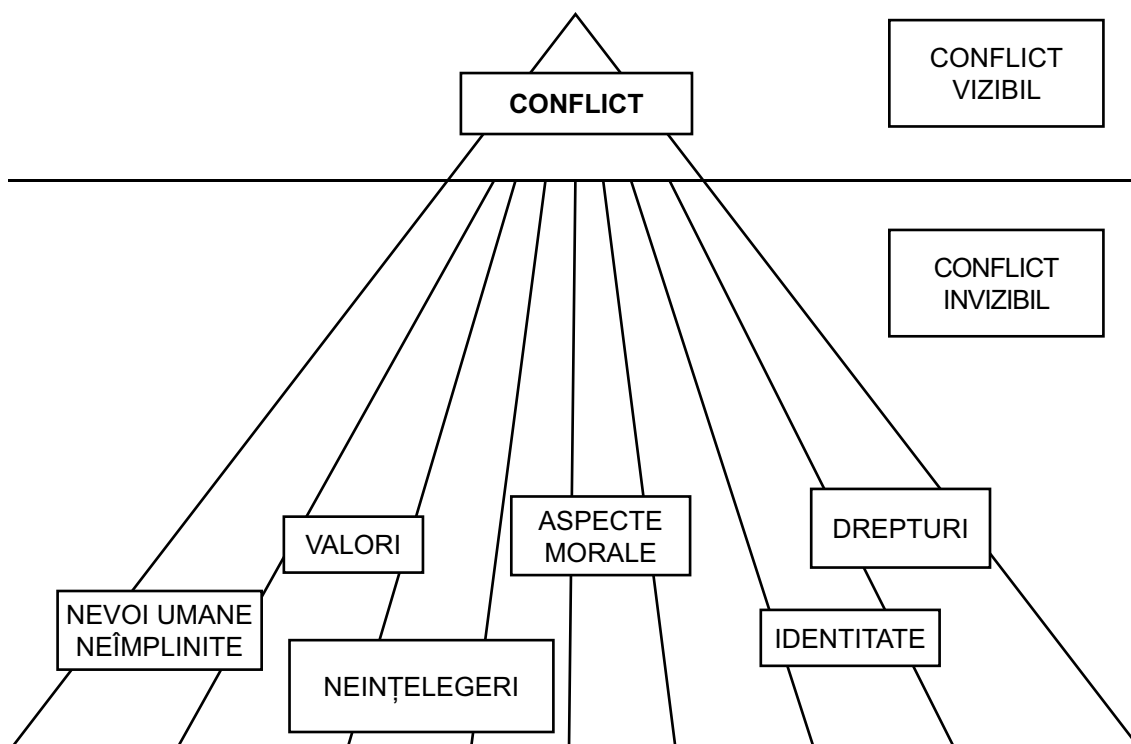 CONFLICT
CONFLICT
VIZIBIL
CONFLICT
INVIZIBIL
VALORI
ASPECTE
MORALE
DREPTURI
NEVOI UMANE
NEÎMPLINITE
NEINȚELEGERI
IDENTITATE